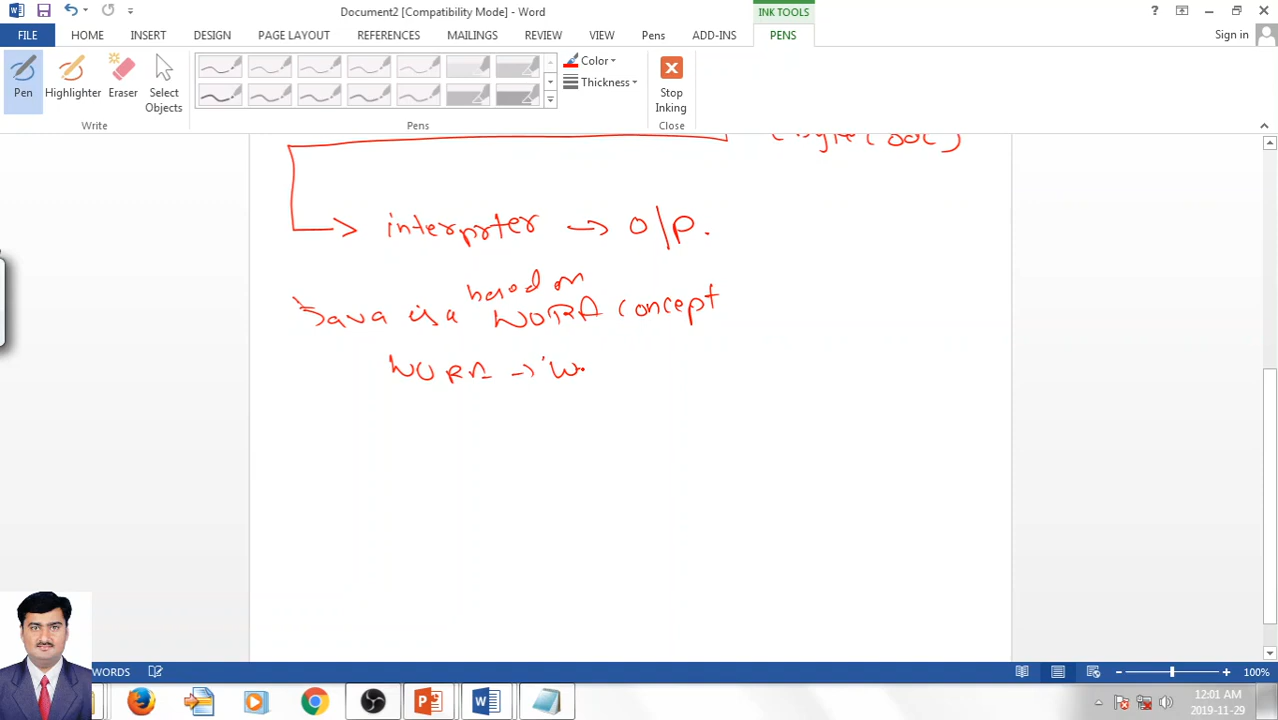 Document2 [Compatibility Mode] - Word
INK TOOLS
?
FILE HOME INSERT DESIGN PAGE LAYOUT REFERENCES MAILINGS REVIEW VIEW Pens ADD-INS PENS Sign in
Pen Highlighter Eraser Select Objects
Color
Thickness
Stop Inking
Write Pens Close
interprter → O/P.
based on
Java is a WORA concept
WORA → 'W
WORDS
100%
12:01 AM
2019-11-29